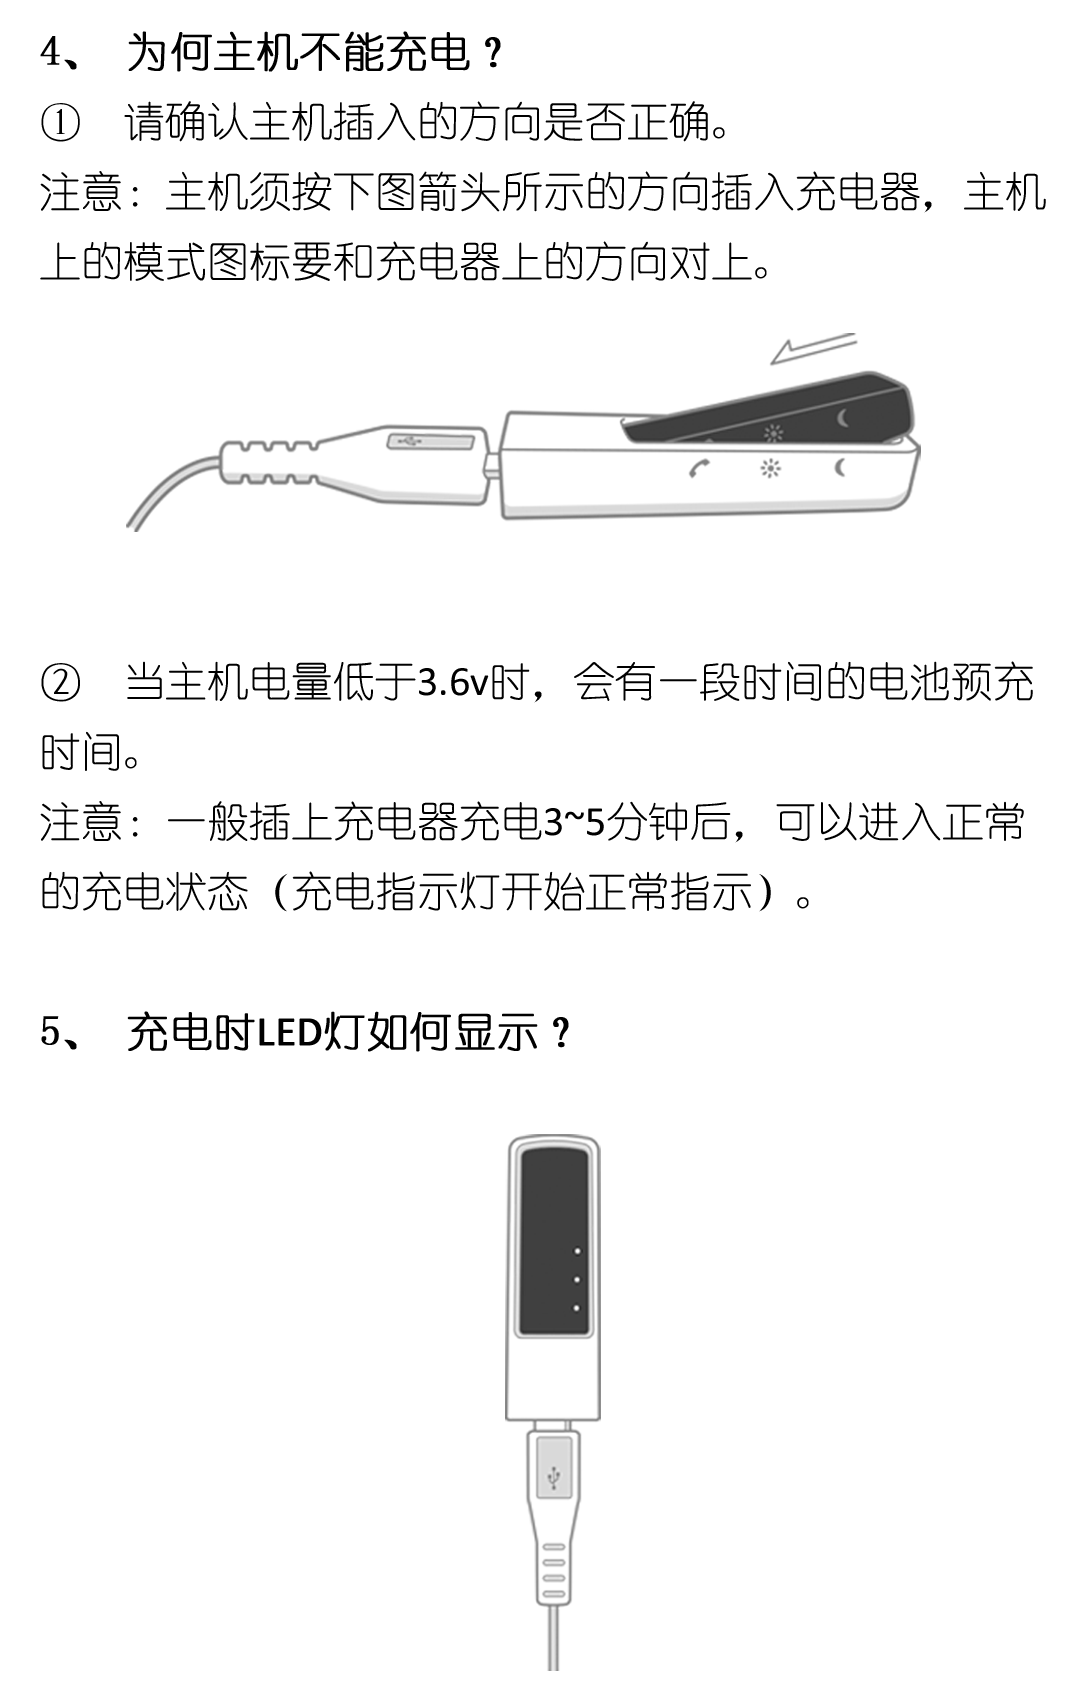 4、 为何主机不能充电？
① 请确认主机插入的方向是否正确。
注意：主机须按下图箭头所示的方向插入充电器，主机
上的模式图标要和充电器上的方向对上。
② 当主机电量低于3.6v时，会有一段时间的电池预充
时间。
注意：一般插上充电器充电3~5分钟后，可以进入正常
的充电状态（充电指示灯开始正常指示）。
5、 充电时LED灯如何显示？